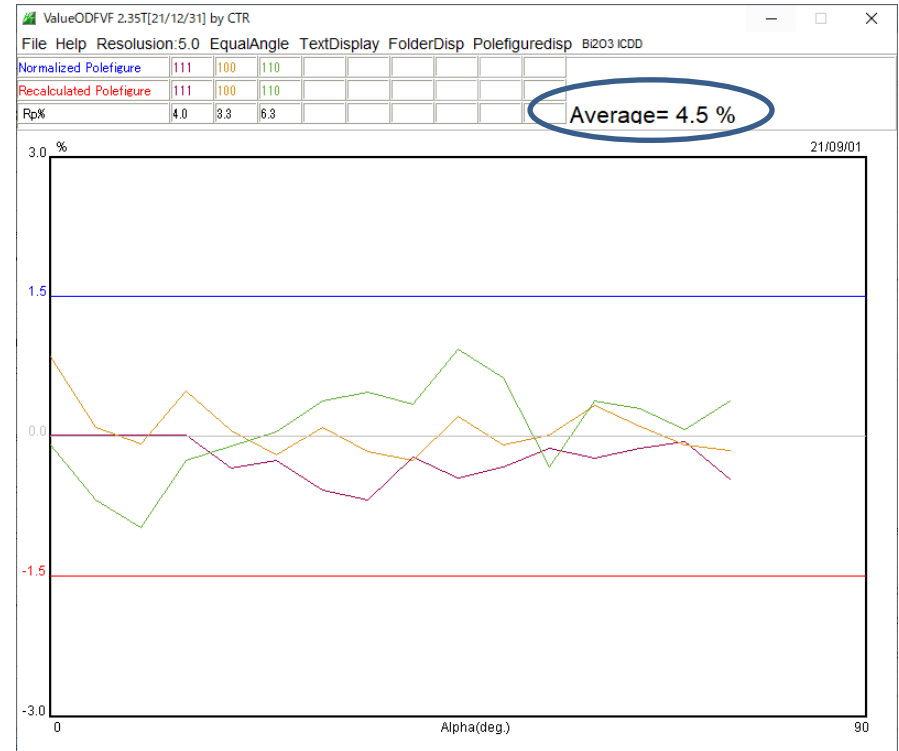 ValueODFVF 2.35T[21/12/31] by CTR
File Help Resolusion:5.0 EqualAngle TextDisplay FolderDisp Polefiguredisp Bi2O3 ICDD
Normalized Polefigure 111 100 110
Recalculated Polefigure 111 100 110
Rp% 4.0 3.3 6.3 Average= 4.5 %
3.0 % 21/09/01
1.5
0.0
-1.5
-3.0
0 Alpha(deg.) 90